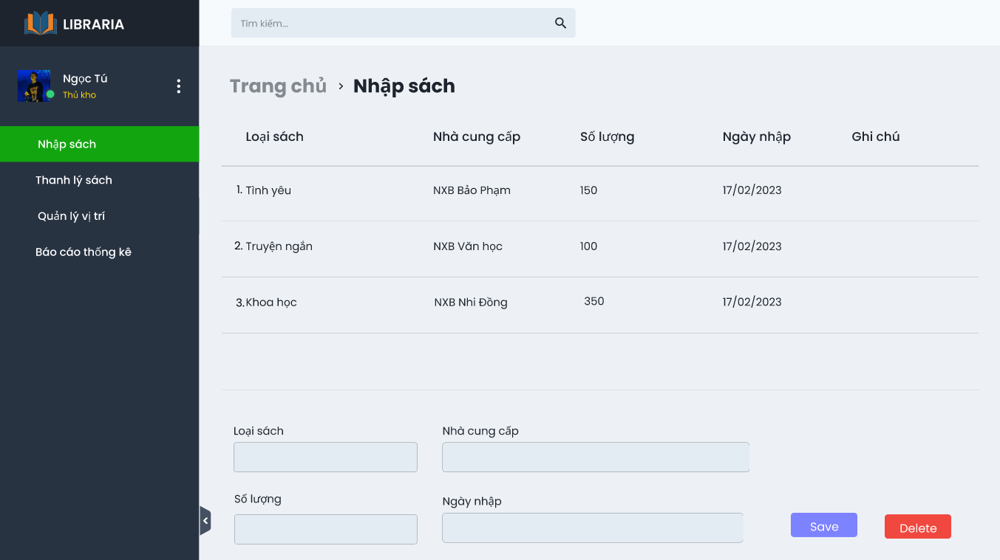 LIBRARIA
Tìm kiếm...
Ngọc Tú
Thủ kho
Nhập sách
Thanh lý sách
Quản lý vị trí
Báo cáo thống kê
Trang chủ › Nhập sách
Loại sách Nhà cung cấp Số lượng Ngày nhập Ghi chú
1. Tình yêu NXB Bảo Phạm 150 17/02/2023
2. Truyện ngắn NXB Văn học 100 17/02/2023
3. Khoa học NXB Nhi Đồng 350 17/02/2023
Loại sách Nhà cung cấp
Số lượng Ngày nhập
Save Delete